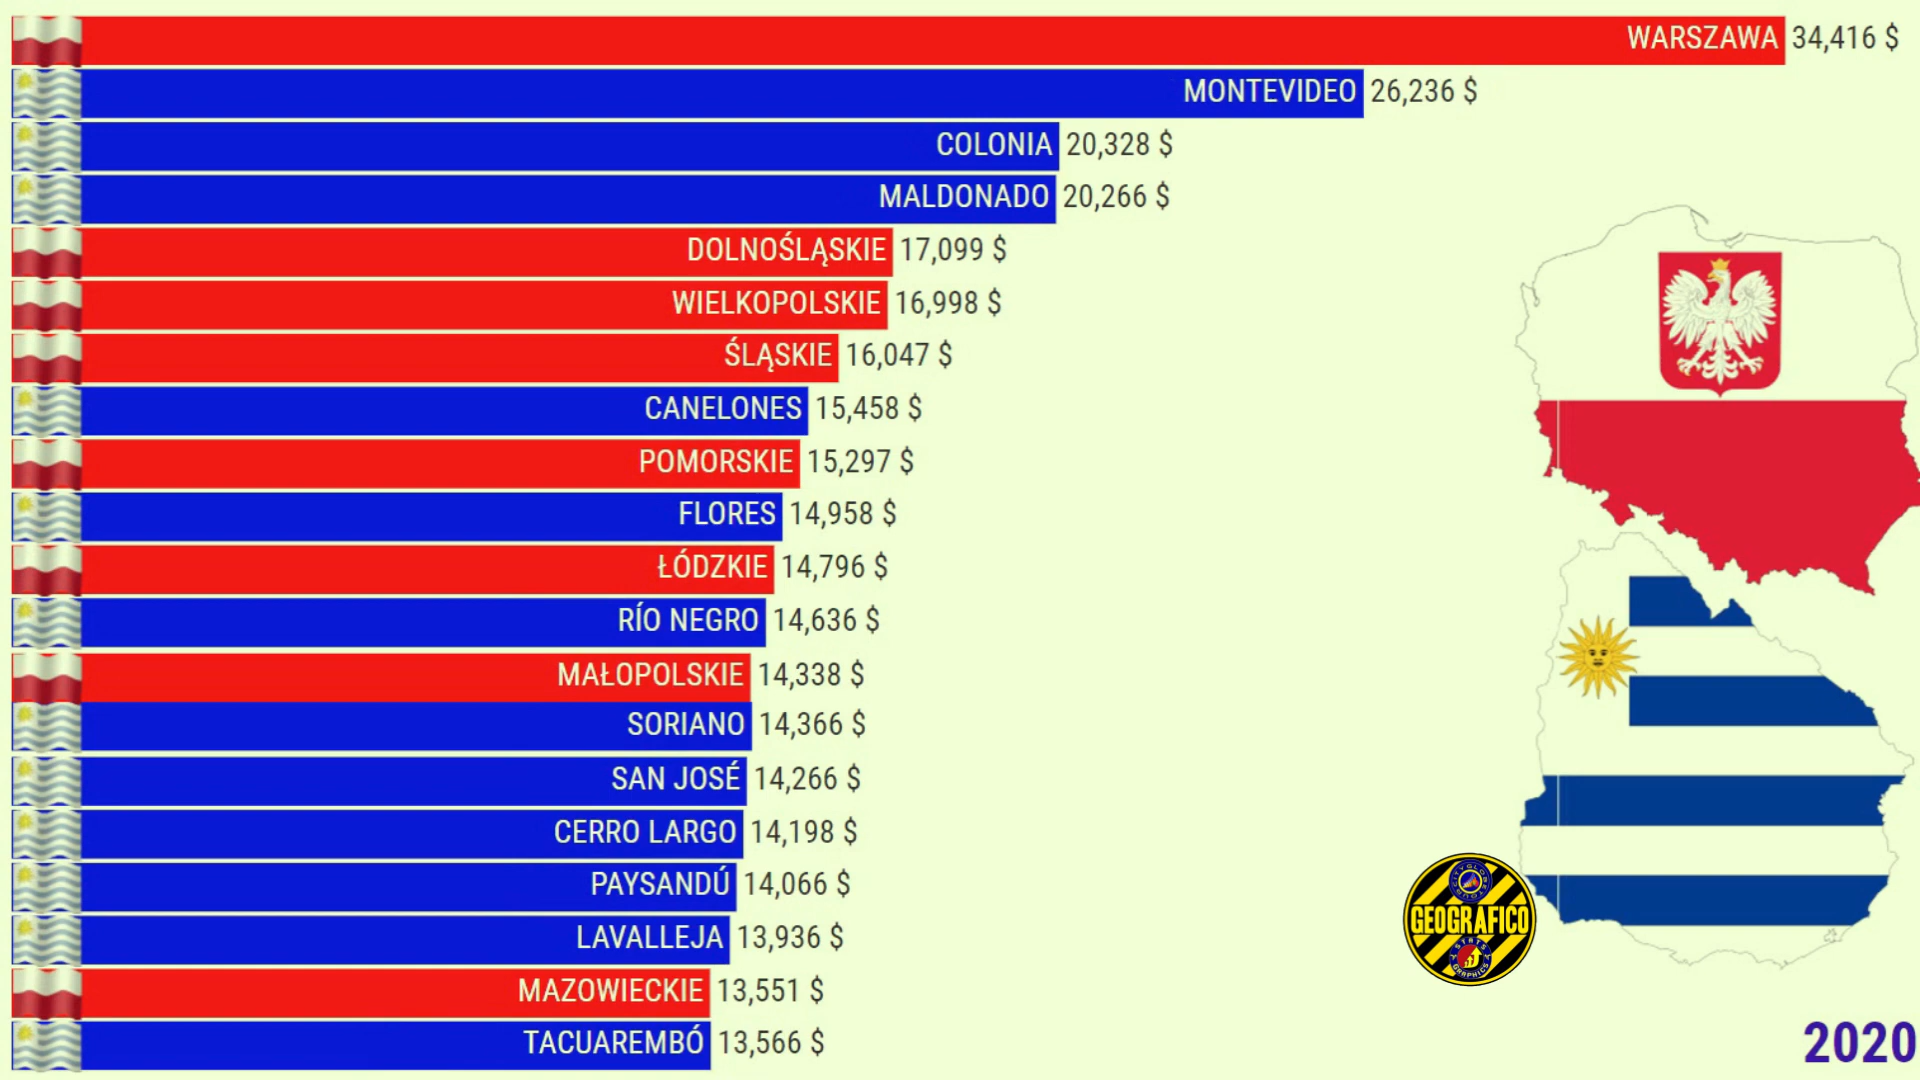 WARSZAWA 34,416 $
MONTEVIDEO 26,236 $
COLONIA 20,328 $
MALDONADO 20,266 $
DOLNOŚLĄSKIE 17,099 $
WIELKOPOLSKIE 16,998 $
ŚLĄSKIE 16,047 $
CANELONES 15,458 $
POMORSKIE 15,297 $
FLORES 14,958 $
ŁÓDZKIE 14,796 $
RÍO NEGRO 14,636 $
MAŁOPOLSKIE 14,338 $
SORIANO 14,366 $
SAN JOSÉ 14,266 $
CERRO LARGO 14,198 $
PAYSANDÚ 14,066 $
LAVALLEJA 13,936 $
MAZOWIECKIE 13,551 $
TACUAREMBÓ 13,566 $
GEOGRAFICO
STATS
GRAPHICS
2020